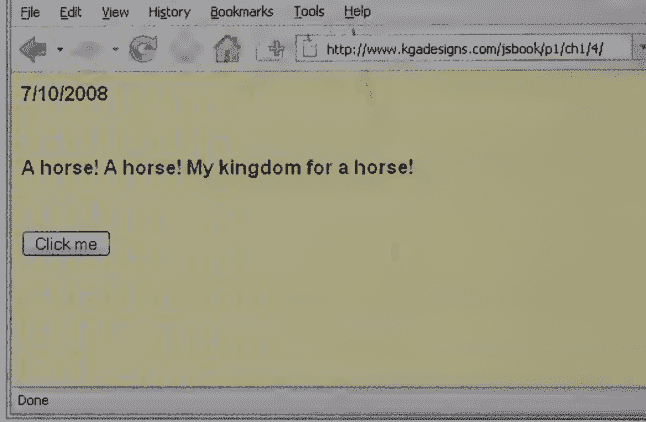 File Edit View History Bookmarks Tools Help
http://www.kgadesigns.com/jsbook/p1/ch1/4/
7/10/2008
A horse! A horse! My kingdom for a horse!
Click me
Done